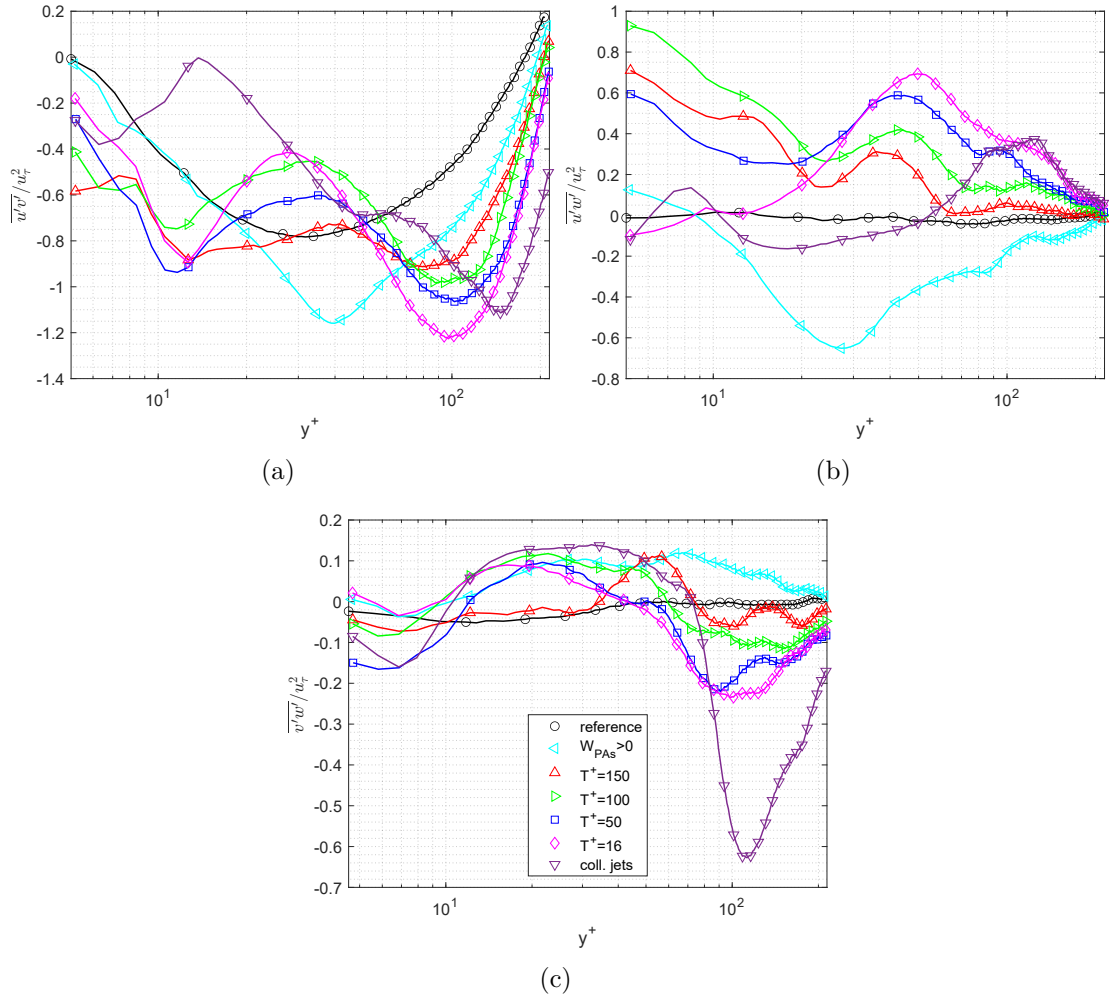 0.2
0
-0.2
-0.4
-0.6
-0.8
-1
-1.2
-1.4
u'v'/u_τ^2
10^1
10^2
y^+
(a)
1
0.8
0.6
0.4
0.2
0
-0.2
-0.4
-0.6
-0.8
u'w'/u_τ^2
10^1
10^2
y^+
(b)
0.2
0.1
0
-0.1
-0.2
-0.3
-0.4
-0.5
-0.6
-0.7
v'w'/u_τ^2
reference
W_PAs>0
T^+=150
T^+=100
T^+=50
T^+=16
coll. jets
10^1
10^2
y^+
(c)